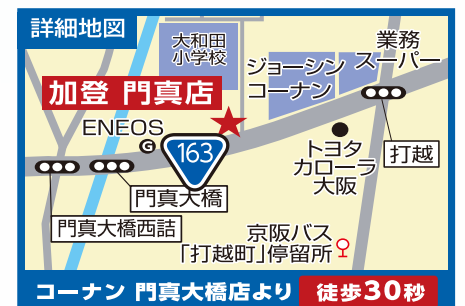 詳細地図
大和田
小学校
業務
スーパー
ジョーシン
コーナン
加登 門真店
ENEOS
G
163
トヨタ
カローラ
大阪
打越
門真大橋
門真大橋西詰
京阪バス
「打越町」停留所
コーナン 門真大橋店より 徒歩30秒